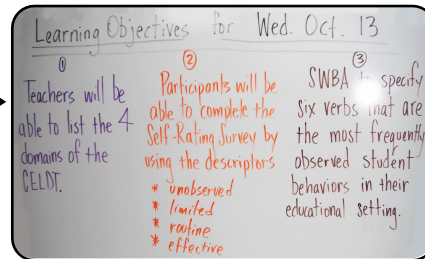 Learning Objectives for Wed. Oct. 13
①
Teachers will be
able to list the 4
domains of the
CELDT.
②
Participants will be
able to complete the
Self-Rating Survey by
using the descriptors
* unobserved
* limited
* routine
* effective
③
SWBA to specify
six verbs that are
the most frequently
observed student
behaviors in their
educational setting.